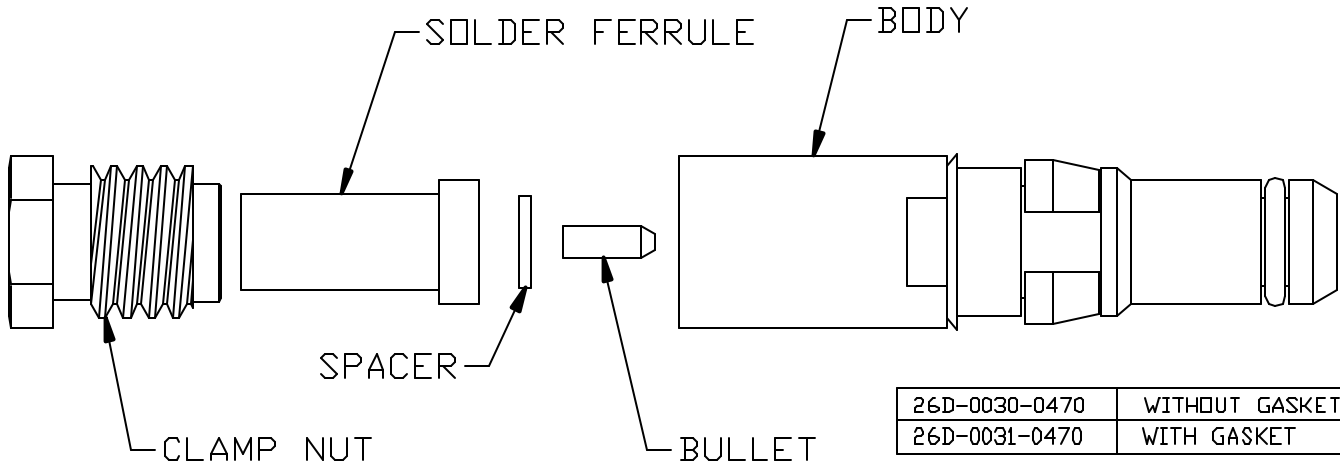 SOLDER FERRULE
BODY
SPACER
CLAMP NUT
BULLET
26D-0030-0470 WITHOUT GASKET
26D-0031-0470 WITH GASKET